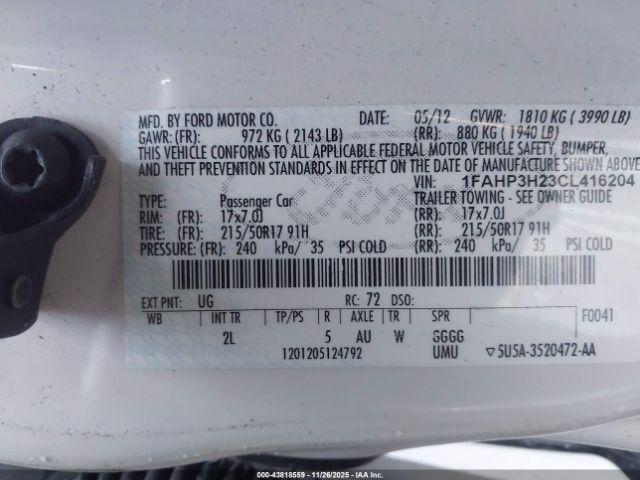 MFD. BY FORD MOTOR CO. DATE: 05/12 GVWR: 1810 KG ( 3990 LB)
GAWR: (FR): 972 KG ( 2143 LB) (RR): 880 KG ( 1940 LB)
THIS VEHICLE CONFORMS TO ALL APPLICABLE FEDERAL MOTOR VEHICLE SAFETY, BUMPER,
AND THEFT PREVENTION STANDARDS IN EFFECT ON THE DATE OF MANUFACTURE SHOWN ABOVE.
VIN: 1FAHP3H23CL416204
TYPE: Passenger Car TRAILER TOWING - SEE OWNER GUIDE
RIM: (FR): 17x7.0J (RR): 17x7.0J
TIRE: (FR): 215/50R17 91H (RR): 215/50R17 91H
PRESSURE: (FR): 240 kPa/ 35 PSI COLD (RR): 240 kPa/ 35 PSI COLD
EXT PNT: UG RC: 72 DSO:
WB INT TR TP/PS R AXLE TR SPR F0041
2L 5 AU W GGGG
1201205124792 UMU ▽5U5A-3520472-AA
Ford
000-43818559 — 11/26/2025 — IAA Inc.